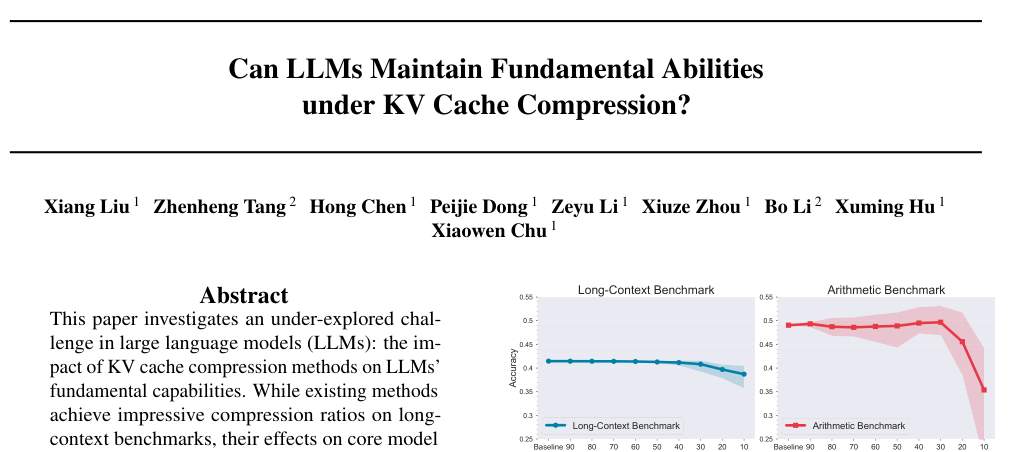 Can LLMs Maintain Fundamental Abilities
under KV Cache Compression?
Xiang Liu 1 Zhenheng Tang 2 Hong Chen 1 Peijie Dong 1 Zeyu Li 1 Xiuze Zhou 1 Bo Li 2 Xuming Hu 1
Xiaowen Chu 1
Abstract
This paper investigates an under-explored chal-
lenge in large language models (LLMs): the im-
pact of KV cache compression methods on LLMs'
fundamental capabilities. While existing methods
achieve impressive compression ratios on long-
context benchmarks, their effects on core model
Long-Context Benchmark
0.55
0.5
0.45
0.4
0.35
0.3
0.25
Accuracy
Long-Context Benchmark
Baseline 90 80 70 60 50 40 30 20 10
Arithmetic Benchmark
0.55
0.5
0.45
0.4
0.35
0.3
0.25
Arithmetic Benchmark
Baseline 90 80 70 60 50 40 30 20 10